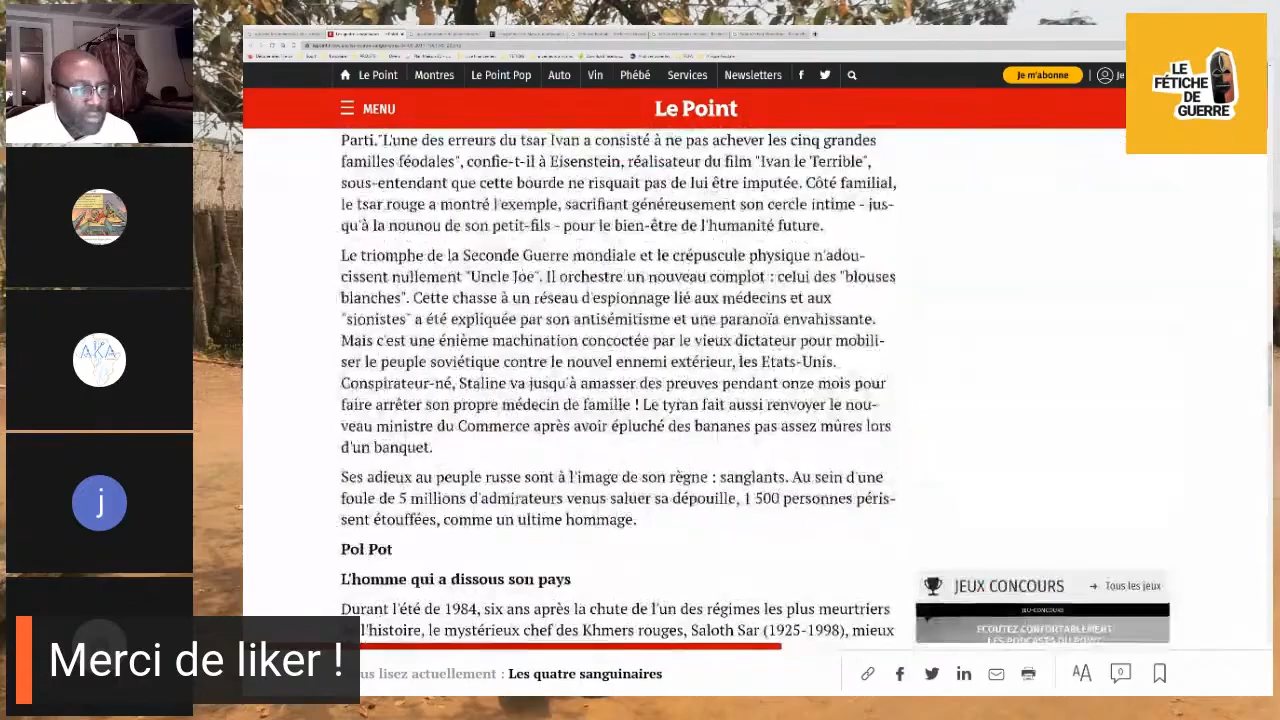 Le Point
Montres
Le Point Pop
Auto
Vin
Phébé
Services
Newsletters
f
Je m'abonne
Je
MENU
Le Point
LE
FÉTICHE
DE
GUERRE
Parti."L'une des erreurs du tsar Ivan a consisté à ne pas achever les cinq grandes
familles féodales", confie-t-il à Eisenstein, réalisateur du film "Ivan le Terrible",
sous-entendant que cette bourde ne risquait pas de lui être imputée. Côté familial,
le tsar rouge a montré l'exemple, sacrifiant généreusement son cercle intime - jus-
qu'à la nounou de son petit-fils - pour le bien-être de l'humanité future.
Le triomphe de la Seconde Guerre mondiale et le crépuscule physique n'adou-
cissent nullement "Uncle Joe". Il orchestre un nouveau complot : celui des "blouses
blanches". Cette chasse à un réseau d'espionnage lié aux médecins et aux
"sionistes" a été expliquée par son antisémitisme et une paranoïa envahissante.
Mais c'est une énième machination concoctée par le vieux dictateur pour mobili-
ser le peuple soviétique contre le nouvel ennemi extérieur, les Etats-Unis.
Conspirateur-né, Staline va jusqu'à amasser des preuves pendant onze mois pour
faire arrêter son propre médecin de famille ! Le tyran fait aussi renvoyer le nou-
veau ministre du Commerce après avoir épluché des bananes pas assez mûres lors
d'un banquet.
Ses adieux au peuple russe sont à l'image de son règne : sanglants. Au sein d'une
foule de 5 millions d'admirateurs venus saluer sa dépouille, 1 500 personnes péris-
sent étouffées, comme un ultime hommage.
Pol Pot
L'homme qui a dissous son pays
Durant l'été de 1984, six ans après la chute de l'un des régimes les plus meurtriers
l'histoire, le mystérieux chef des Khmers rouges, Saloth Sar (1925-1998), mieux
JEUX CONCOURS
→ Tous les jeux
JEU-CONCOURS
ECOUTEZ CONFORTABLEMENT
LES PODCASTS DU POINT
us lisez actuellement : Les quatre sanguinaires
AA
0
AKA
j
Merci de liker !